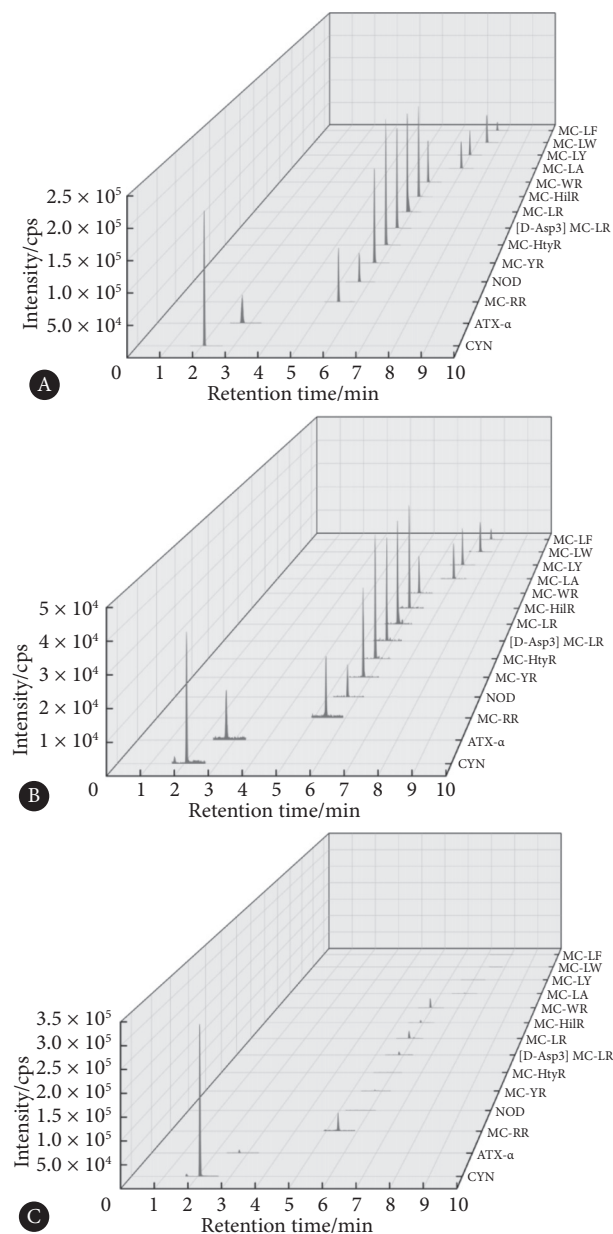 MC-LF
MC-LW
MC-LY
MC-LA
MC-WR
MC-HilR
MC-LR
[D-Asp3] MC-LR
MC-HtyR
MC-YR
NOD
MC-RR
ATX-α
CYN
2.5 × 10⁵
2.0 × 10⁵
1.5 × 10⁵
1.0 × 10⁵
5.0 × 10⁴
Intensity/cps
0 1 2 3 4 5 6 7 8 9 10
Retention time/min
A
MC-LF
MC-LW
MC-LY
MC-LA
MC-WR
MC-HilR
MC-LR
[D-Asp3] MC-LR
MC-HtyR
MC-YR
NOD
MC-RR
ATX-α
CYN
5 × 10⁴
4 × 10⁴
3 × 10⁴
2 × 10⁴
1 × 10⁴
Intensity/cps
0 1 2 3 4 5 6 7 8 9 10
Retention time/min
B
MC-LF
MC-LW
MC-LY
MC-LA
MC-WR
MC-HilR
MC-LR
[D-Asp3] MC-LR
MC-HtyR
MC-YR
NOD
MC-RR
ATX-α
CYN
3.5 × 10⁵
3.0 × 10⁵
2.5 × 10⁵
2.0 × 10⁵
1.5 × 10⁵
1.0 × 10⁵
5.0 × 10⁴
Intensity/cps
0 1 2 3 4 5 6 7 8 9 10
Retention time/min
C